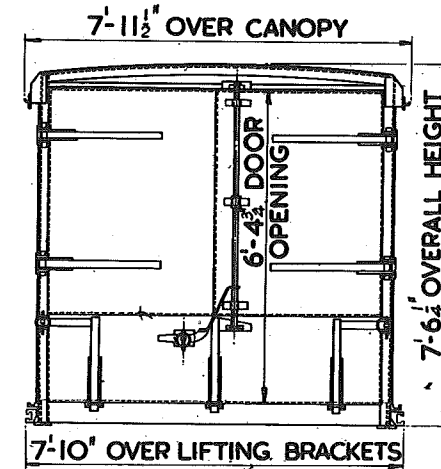 7'-11½" OVER CANOPY
6'-4¾" DOOR
OPENING
7'-6¼" OVERALL HEIGHT
7'-10" OVER LIFTING BRACKETS